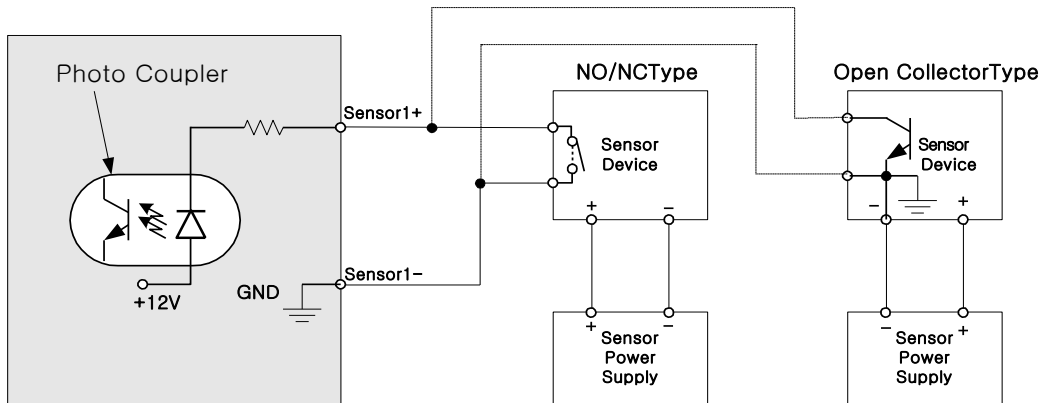 Photo Coupler
+12V
GND
Sensor1+
Sensor1-
NO/NCType
Sensor
Device
+ -
+ -
Sensor
Power
Supply
Open CollectorType
Sensor
Device
- +
- +
Sensor
Power
Supply